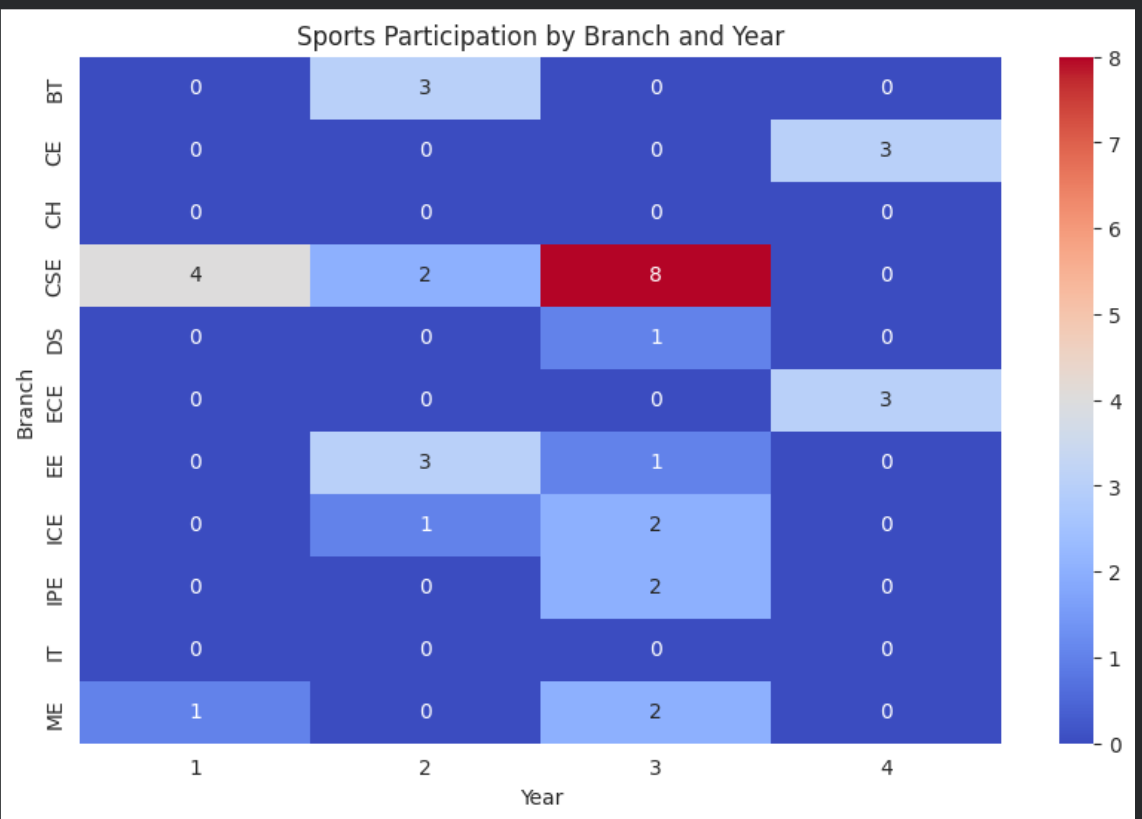 Sports Participation by Branch and Year
BT 0 3 0 0
CE 0 0 0 3
CH 0 0 0 0
CSE 4 2 8 0
DS 0 0 1 0
ECE 0 0 0 3
EE 0 3 1 0
ICE 0 1 2 0
IPE 0 0 2 0
IT 0 0 0 0
ME 1 0 2 0
1 2 3 4
Year
Branch
8
7
6
5
4
3
2
1
0